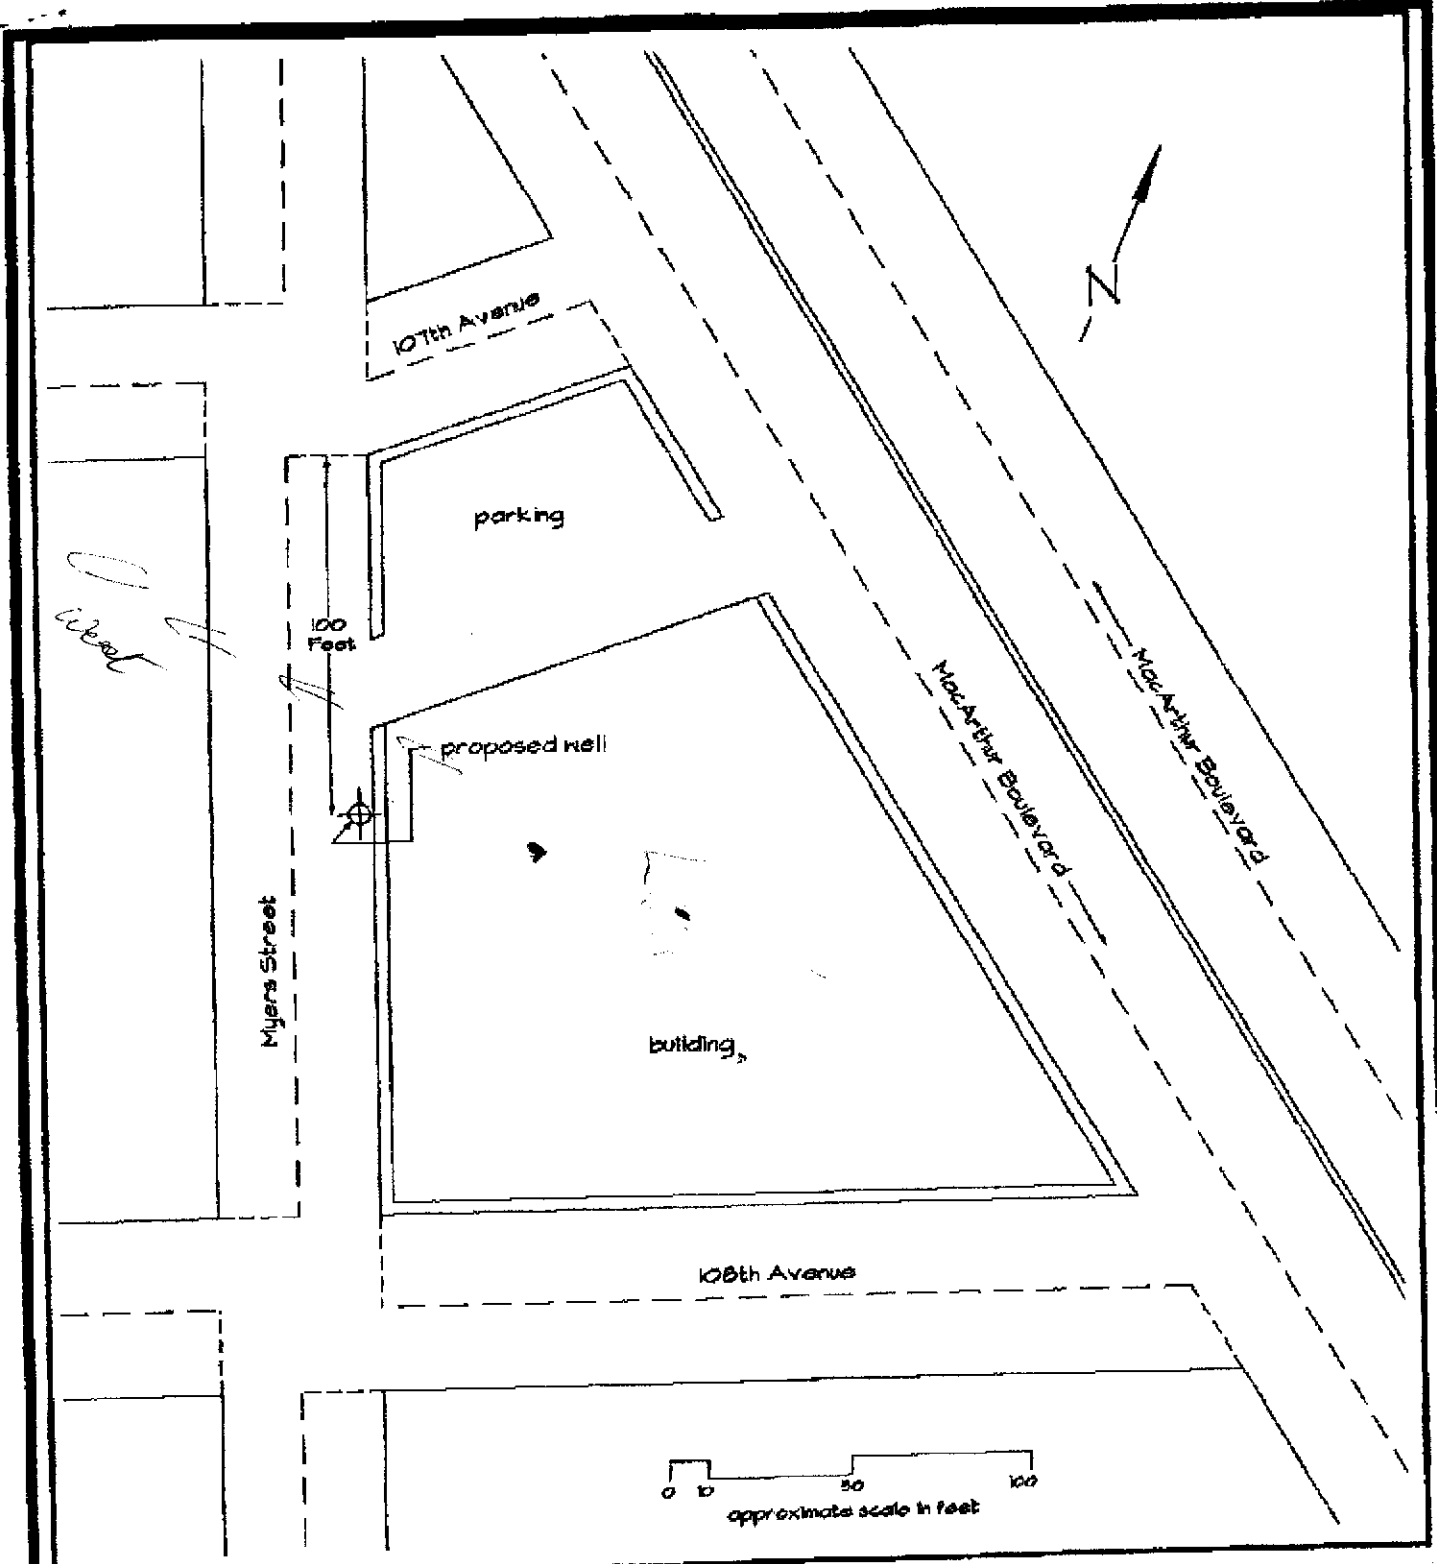 N
107th Avenue
parking
100
Feet
West
proposed well
MacArthur Boulevard
MacArthur Boulevard
Myers Street
building
108th Avenue
0 10 50 100
approximate scale in feet